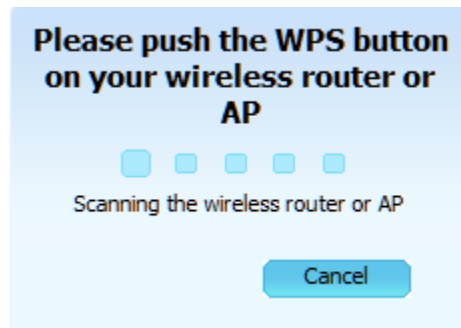 Please push the WPS button
on your wireless router or
AP
Scanning the wireless router or AP
Cancel